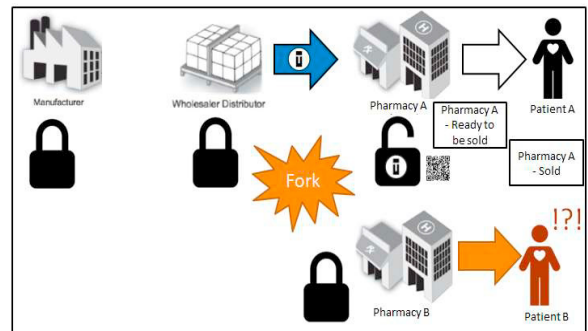 Manufacturer
Wholesaler Distributor
Pharmacy A
Patient A
Pharmacy A
- Ready to
be sold
Pharmacy A
- Sold
Fork
!?!
Pharmacy B
Patient B